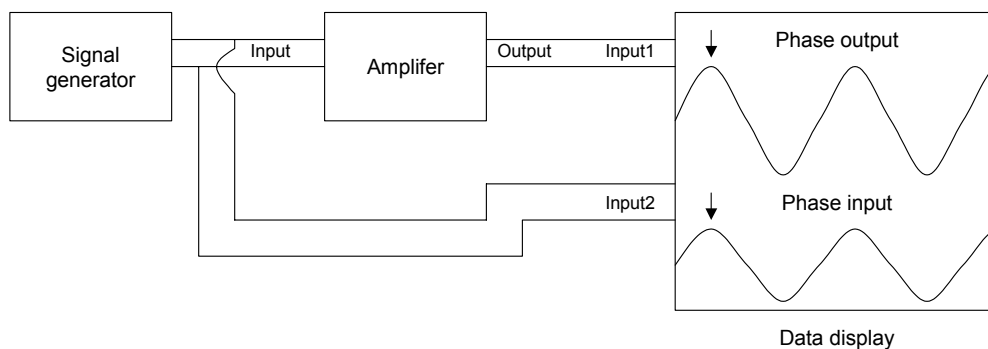 Signal
generator
Input
Amplifer
Output
Input1
Phase output
Input2
Phase input
Data display